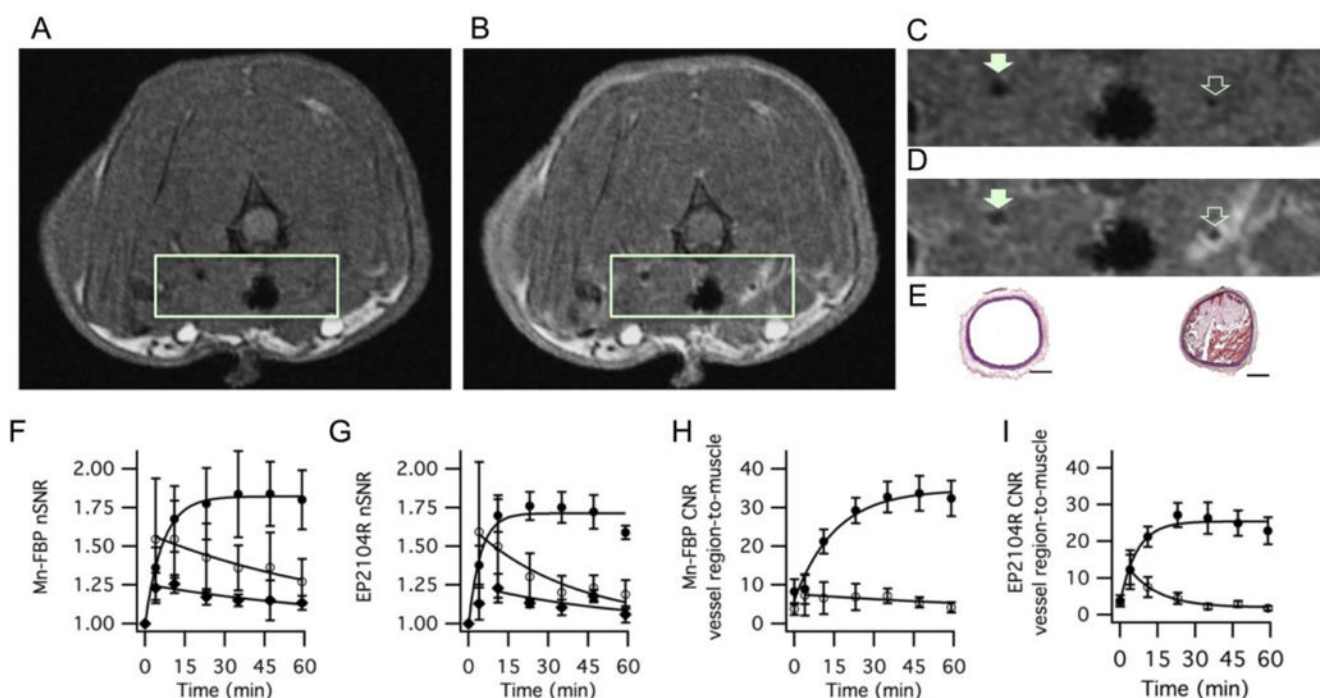 A
B
C
D
E
F
G
H
I
Mn-FBP nSNR
2.00
1.75
1.50
1.25
1.00
0 15 30 45 60
Time (min)
EP2104R nSNR
2.00
1.75
1.50
1.25
1.00
0 15 30 45 60
Time (min)
Mn-FBP CNR
vessel region-to-muscle
40
30
20
10
0
0 15 30 45 60
Time (min)
EP2104R CNR
vessel region-to-muscle
40
30
20
10
0
0 15 30 45 60
Time (min)